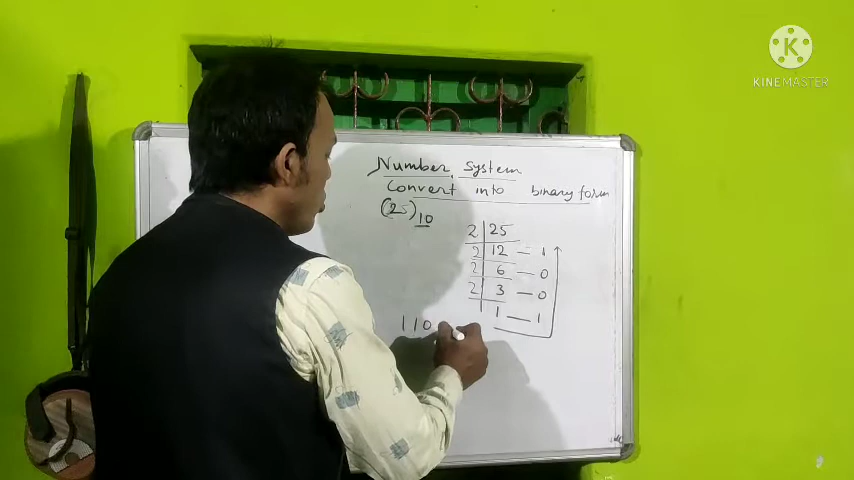 Number system
Convert into binary form
(25)10
2 25
2 12 — 1
2 6 — 0
2 3 — 0
1 — 1
110
K
KINEMASTER